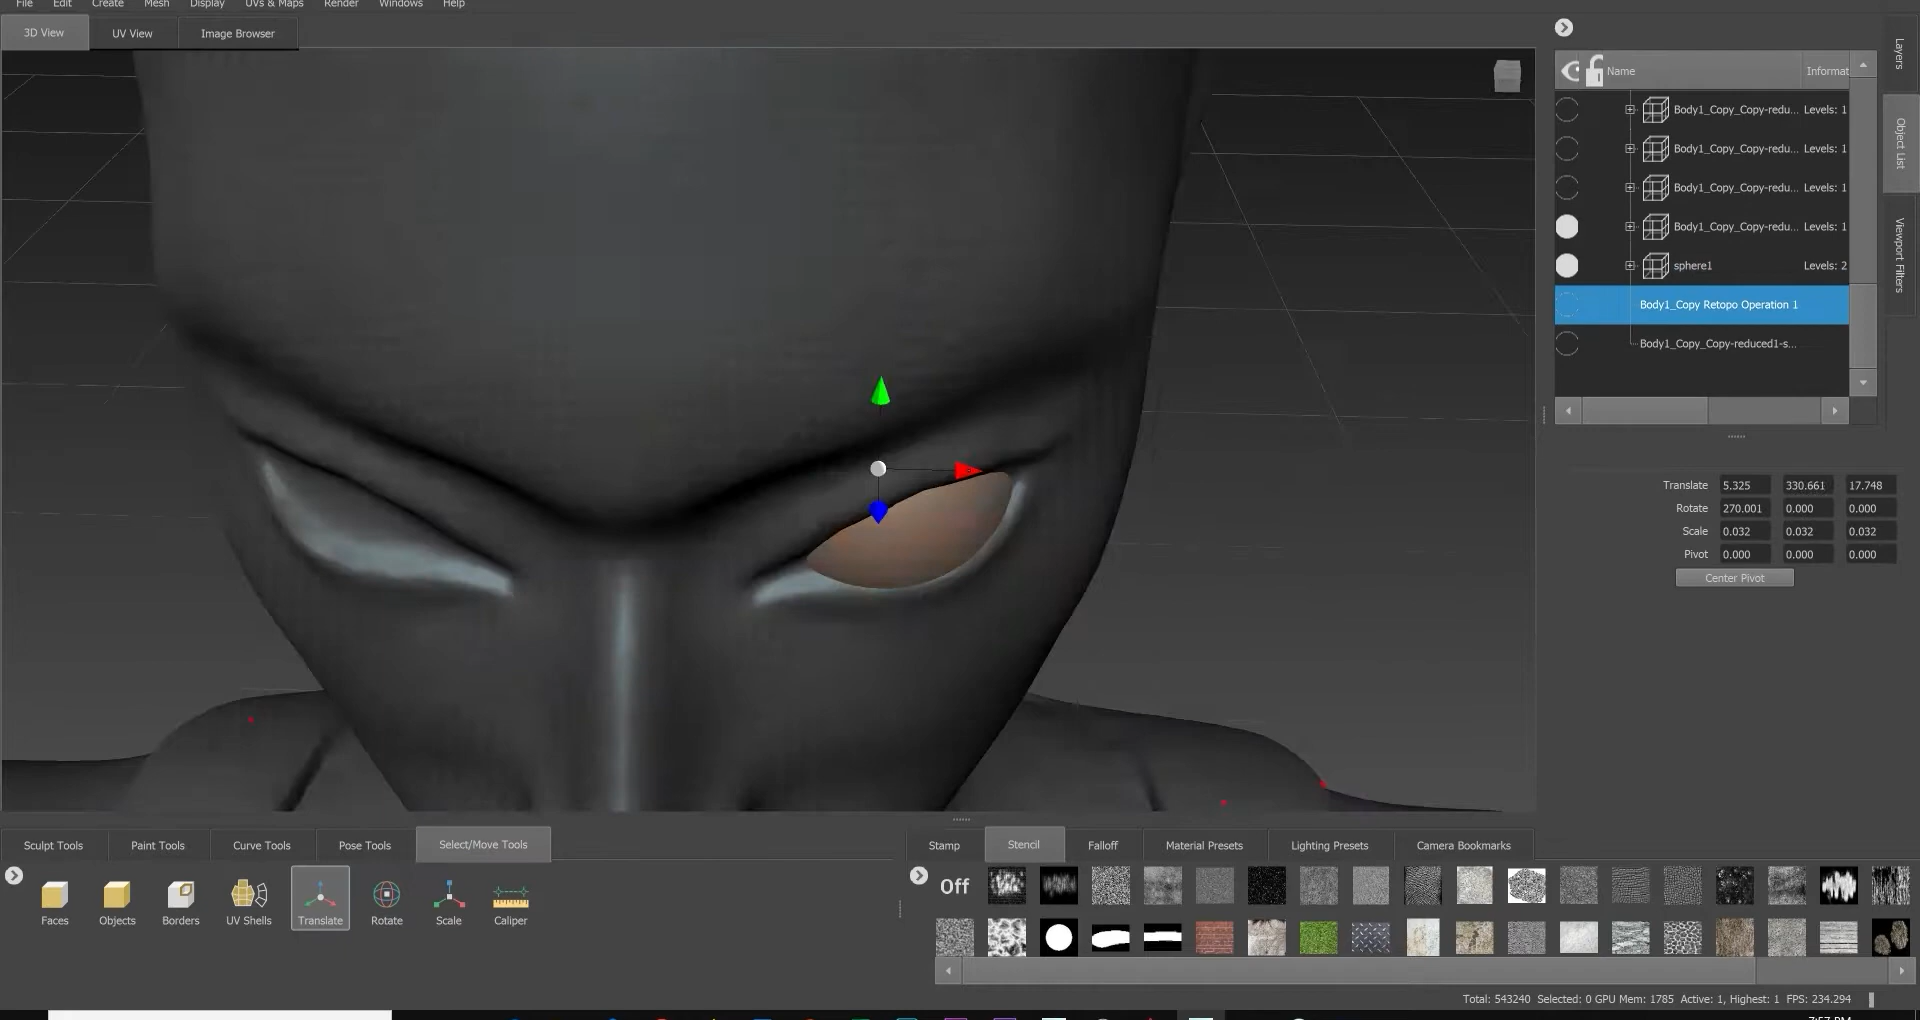 File Edit Create Mesh Display UVs & Maps Render Windows Help
3D View UV View Image Browser
Name Informat
Body1_Copy_Copy-redu... Levels: 1
Body1_Copy_Copy-redu... Levels: 1
Body1_Copy_Copy-redu... Levels: 1
Body1_Copy_Copy-redu... Levels: 1
sphere1 Levels: 2
Body1_Copy Retopo Operation 1
Body1_Copy_Copy-reduced1-s...
Layers
Object List
Viewport Filters
Translate 5.325 330.661 17.748
Rotate 270.001 0.000 0.000
Scale 0.032 0.032 0.032
Pivot 0.000 0.000 0.000
Center Pivot
Sculpt Tools Paint Tools Curve Tools Pose Tools Select/Move Tools
Faces Objects Borders UV Shells Translate Rotate Scale Caliper
Stamp Stencil Falloff Material Presets Lighting Presets Camera Bookmarks
Off
Total: 543240 Selected: 0 GPU Mem: 1785 Active: 1, Highest: 1 FPS: 234.294
7:57 PM